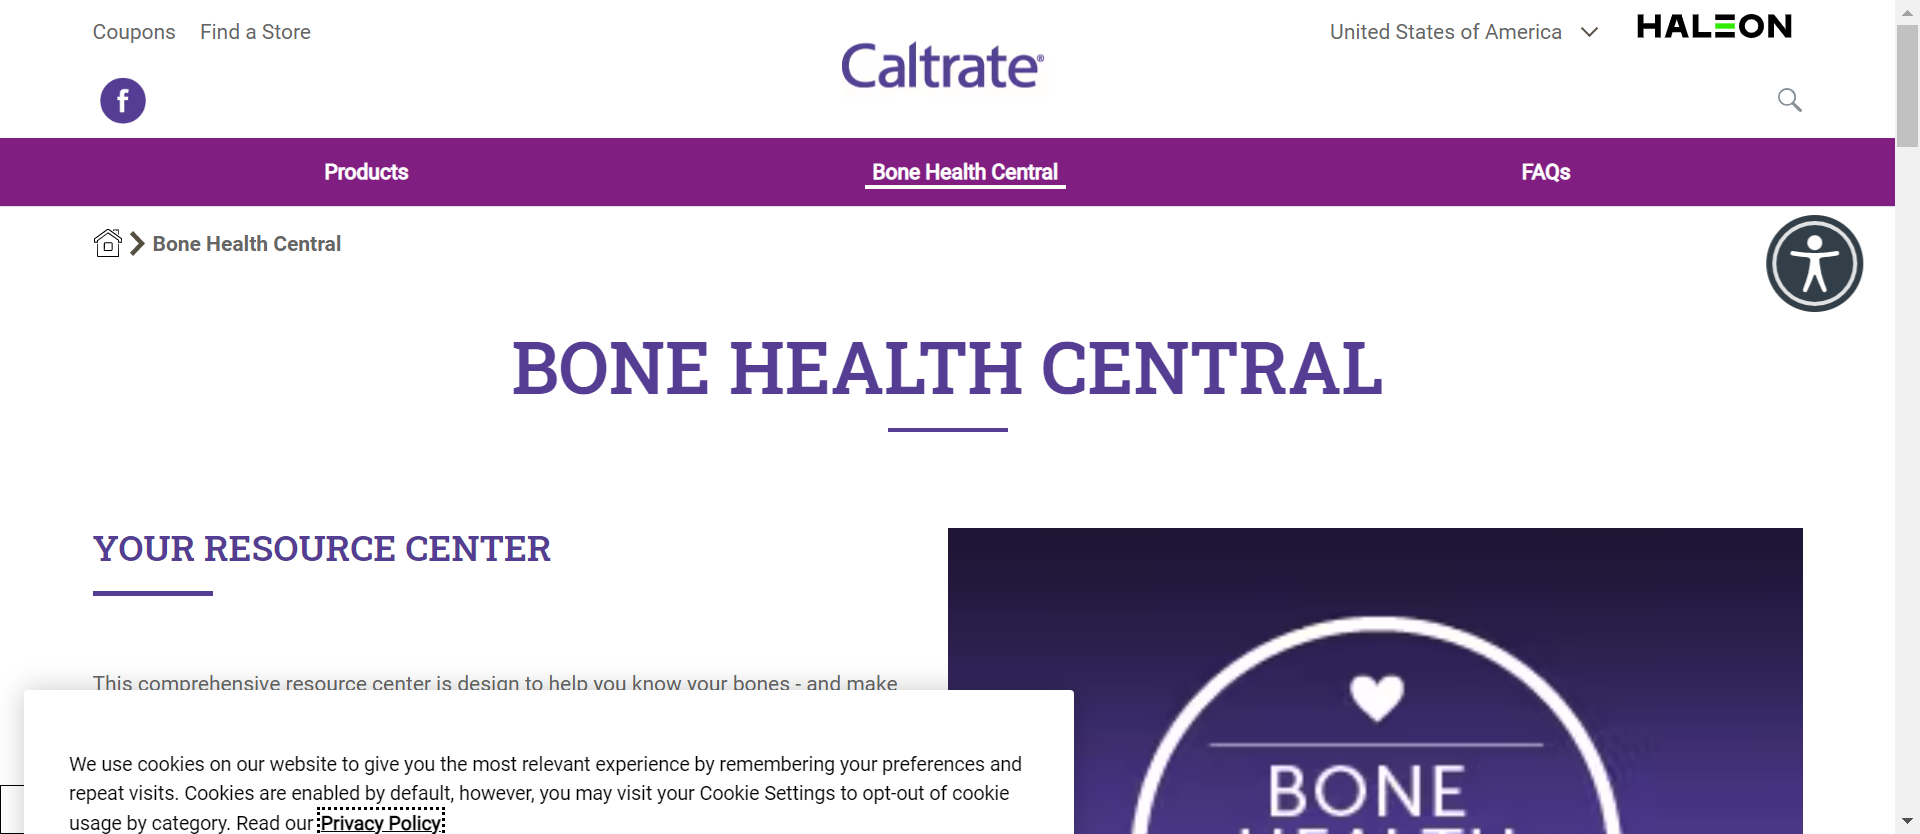 Coupons Find a Store
United States of America
HALEON
Caltrate®
f
Products
Bone Health Central
FAQs
Bone Health Central
BONE HEALTH CENTRAL
YOUR RESOURCE CENTER
This comprehensive resource center is design to help you know your bones - and make
BONE
HEALTH
We use cookies on our website to give you the most relevant experience by remembering your preferences and
repeat visits. Cookies are enabled by default, however, you may visit your Cookie Settings to opt-out of cookie
usage by category. Read our Privacy Policy